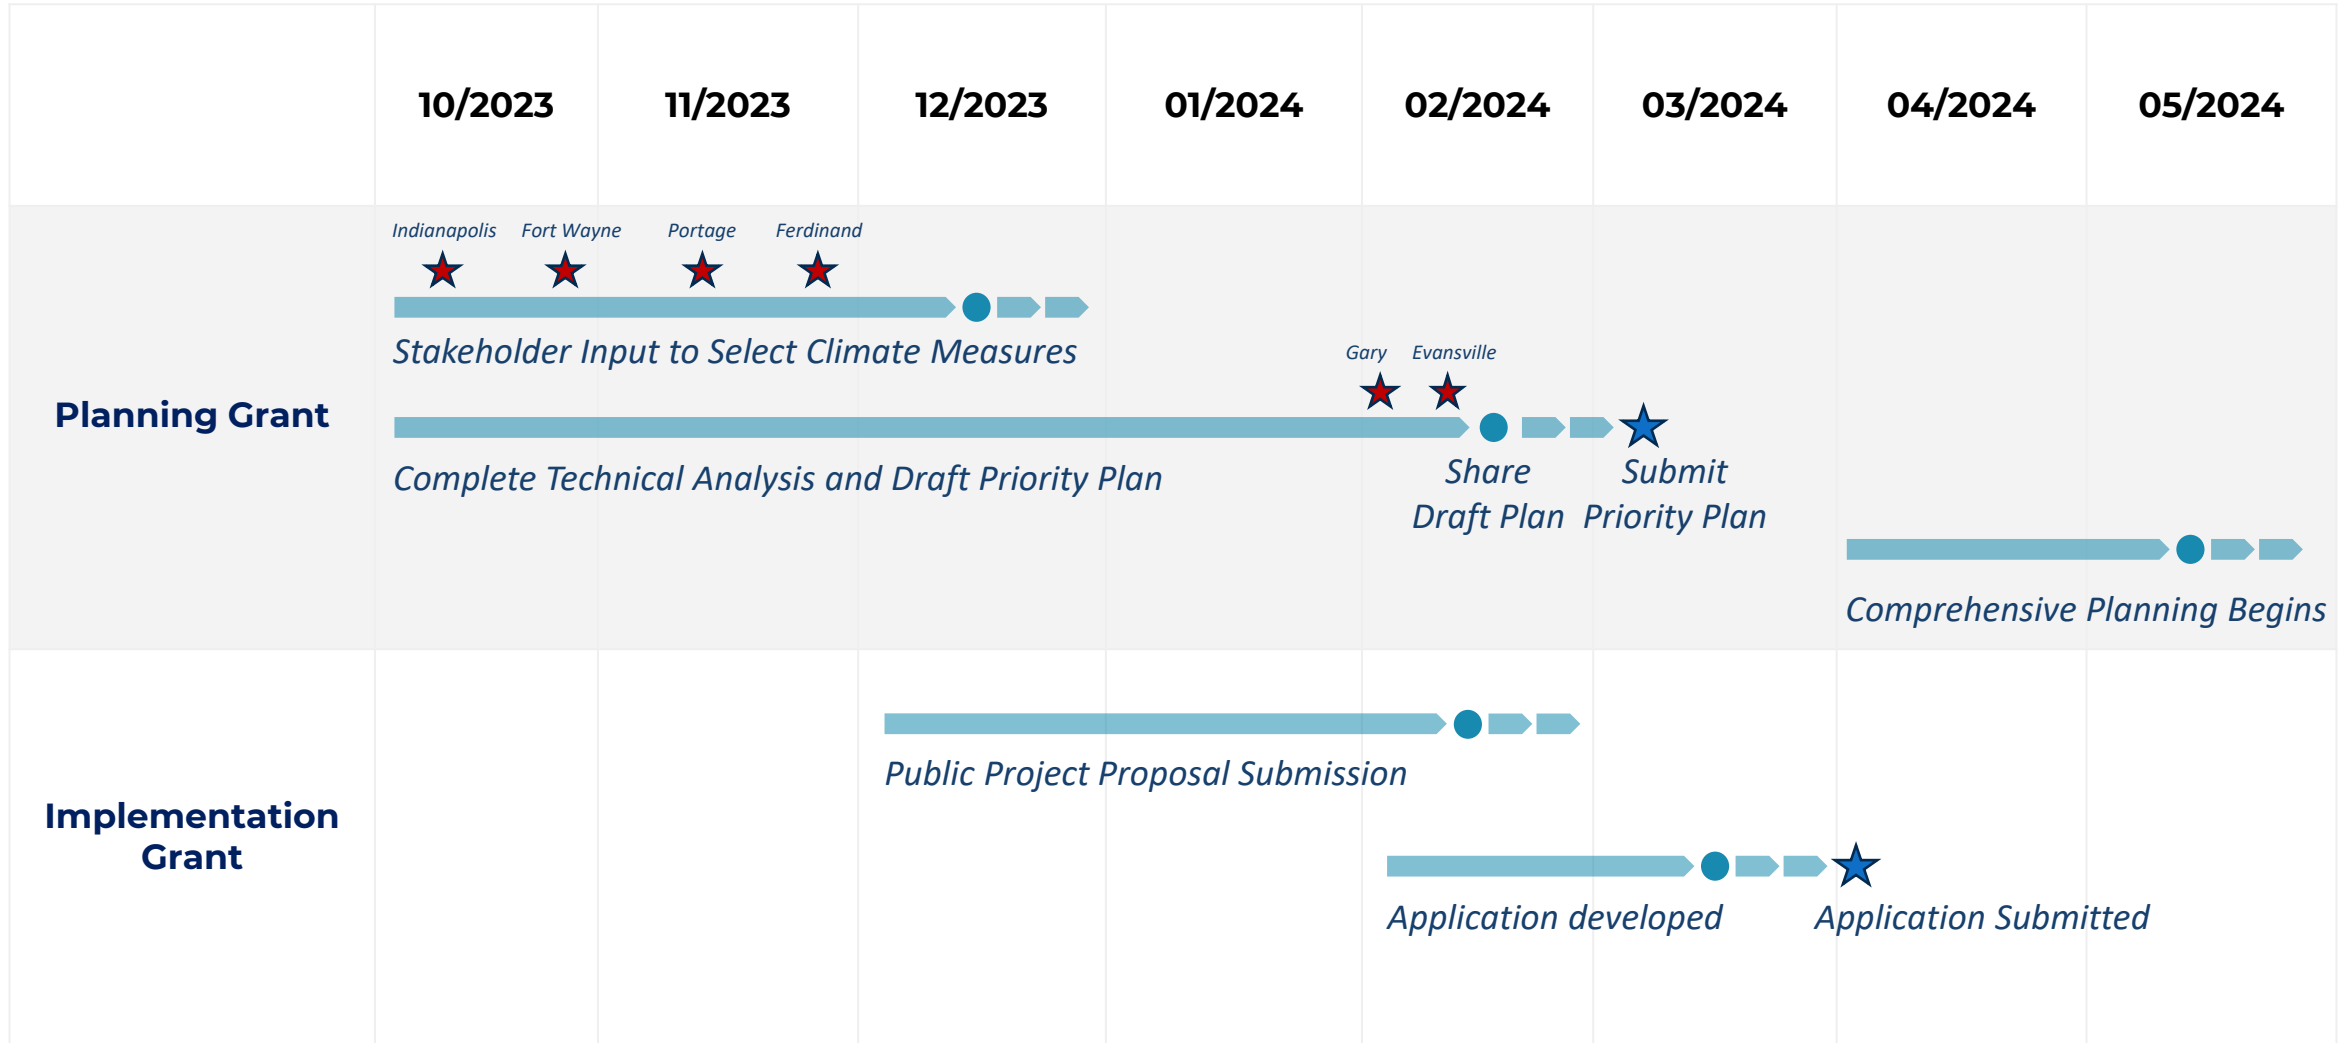 10/2023
11/2023
12/2023
01/2024
02/2024
03/2024
04/2024
05/2024
Planning Grant
Indianapolis
Fort Wayne
Portage
Ferdinand
Stakeholder Input to Select Climate Measures
Gary
Evansville
Complete Technical Analysis and Draft Priority Plan
Share
Draft Plan
Submit
Priority Plan
Comprehensive Planning Begins
Implementation
Grant
Public Project Proposal Submission
Application developed
Application Submitted